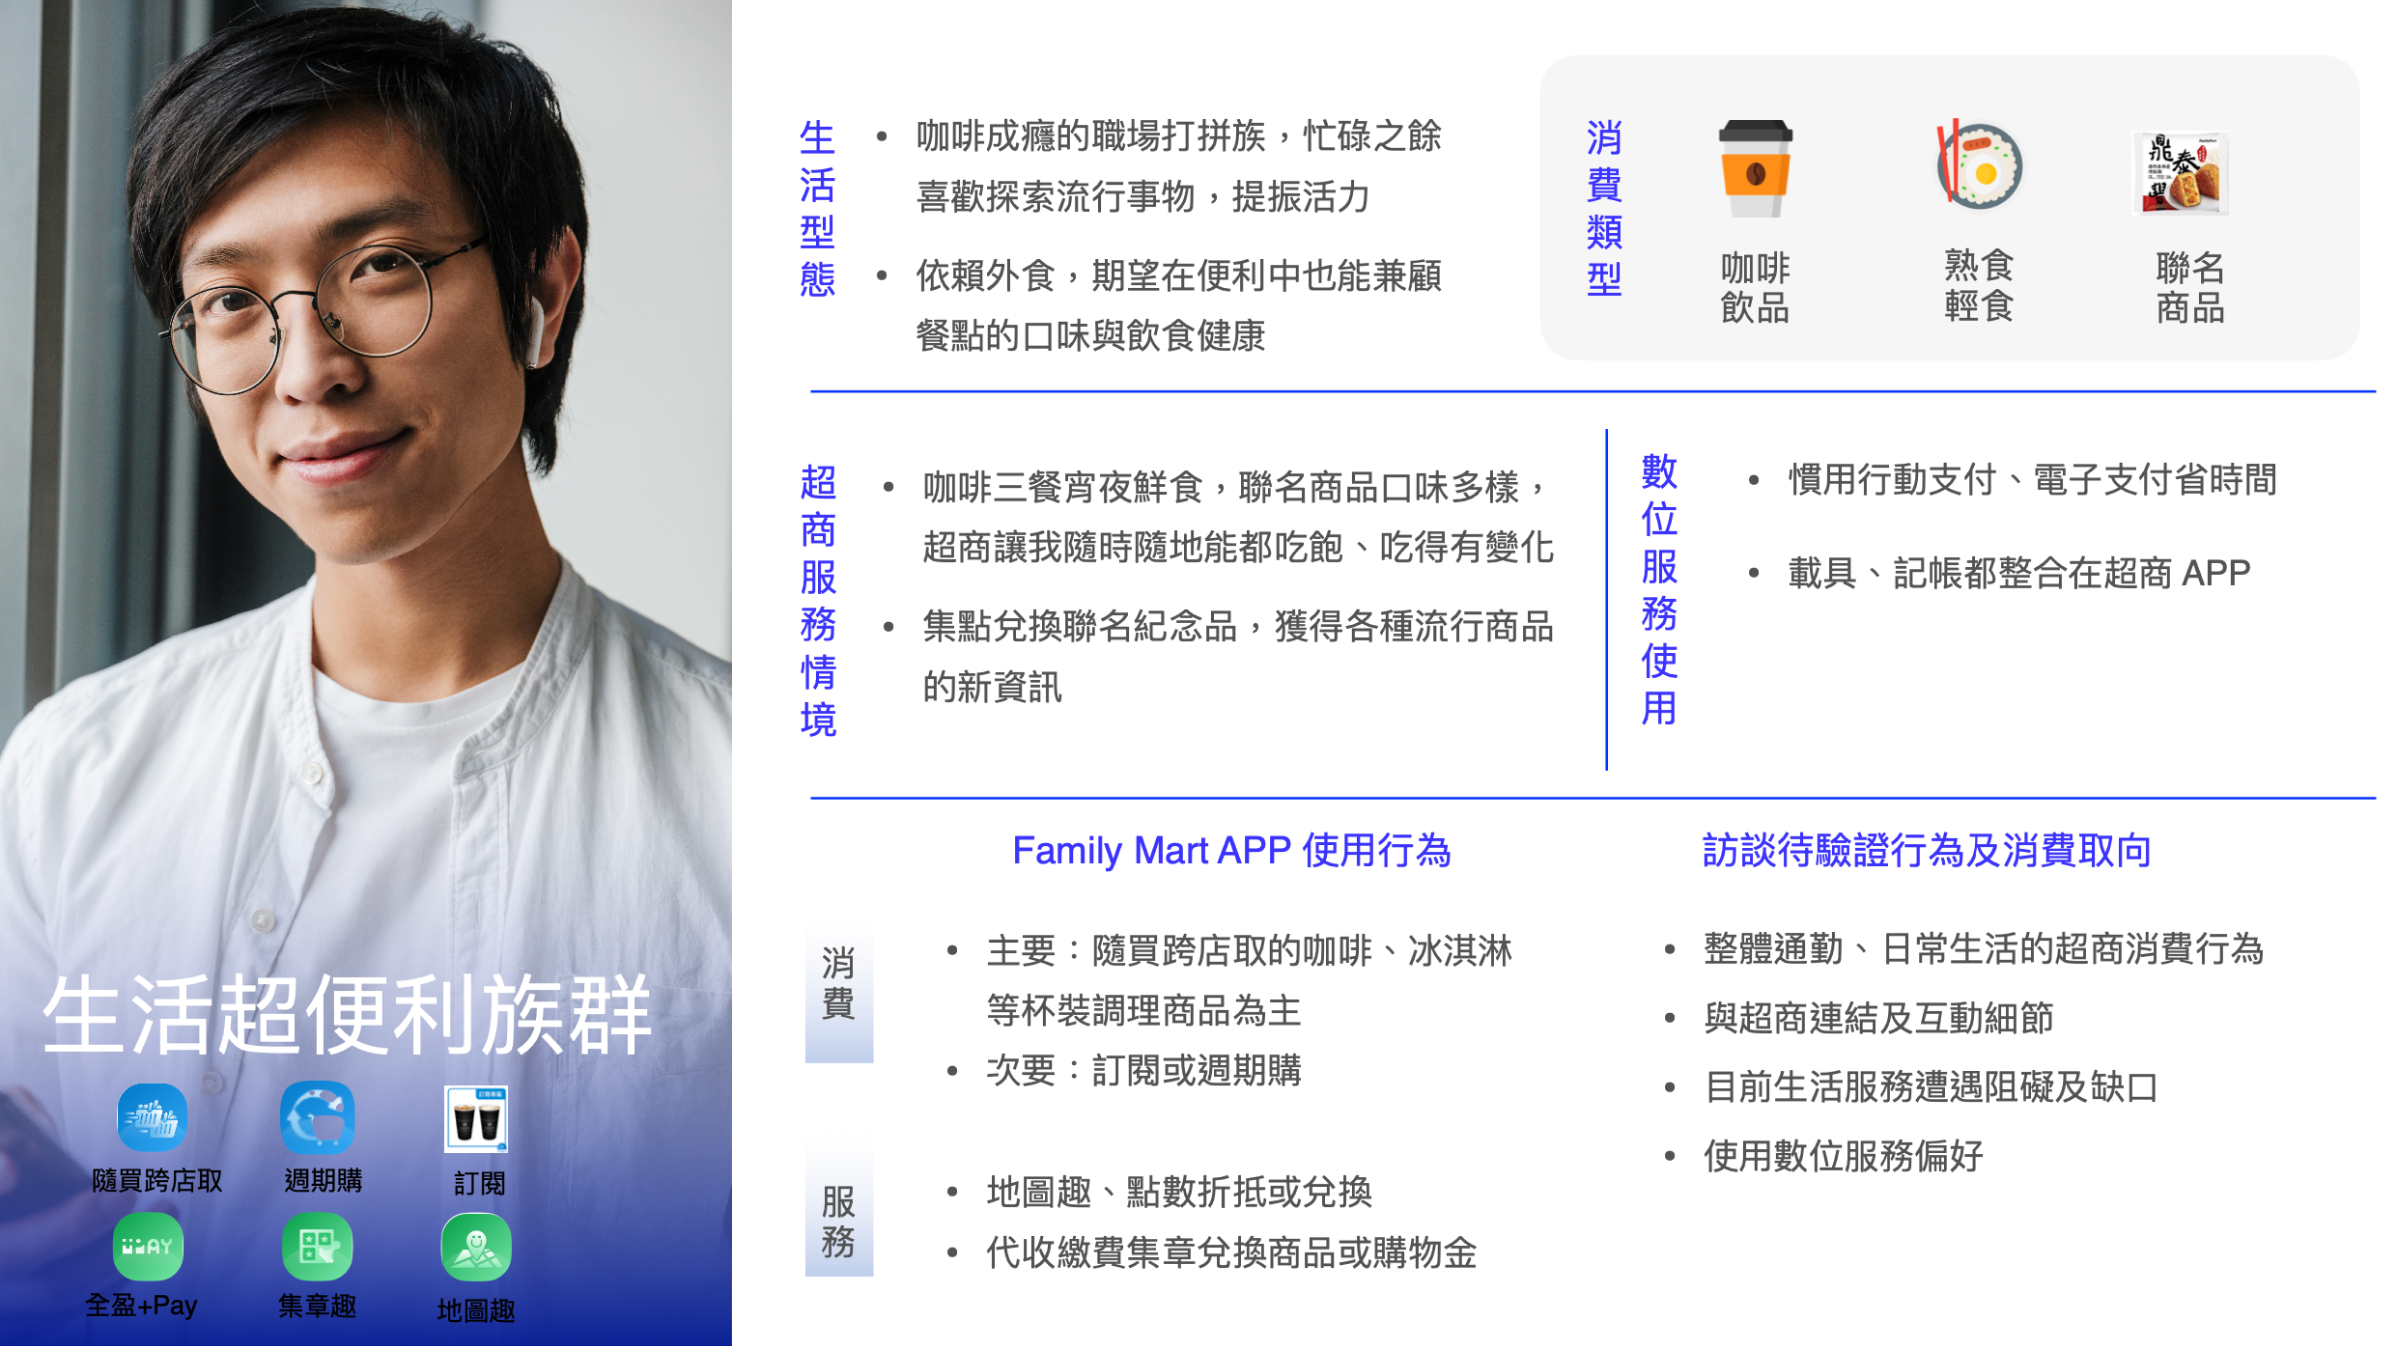 生活型態
• 咖啡成癮的職場打拼族，忙碌之餘
喜歡探索流行事物，提振活力
• 依賴外食，期望在便利中也能兼顧
餐點的口味與飲食健康
消費類型
咖啡
飲品
熟食
輕食
鼎泰豐
FamilyMart
聯名
商品
超商服務情境
• 咖啡三餐宵夜鮮食，聯名商品口味多樣，
超商讓我隨時隨地能都吃飽、吃得有變化
• 集點兌換聯名紀念品，獲得各種流行商品
的新資訊
數位服務使用
• 慣用行動支付、電子支付省時間
• 載具、記帳都整合在超商 APP
Family Mart APP 使用行為
消費
• 主要：隨買跨店取的咖啡、冰淇淋
等杯裝調理商品為主
• 次要：訂閱或週期購
服務
• 地圖趣、點數折抵或兌換
• 代收繳費集章兌換商品或購物金
訪談待驗證行為及消費取向
• 整體通勤、日常生活的超商消費行為
• 與超商連結及互動細節
• 目前生活服務遭遇阻礙及缺口
• 使用數位服務偏好
生活超便利族群
隨買跨店取
週期購
訂閱
PAY
全盈+Pay
集章趣
地圖趣